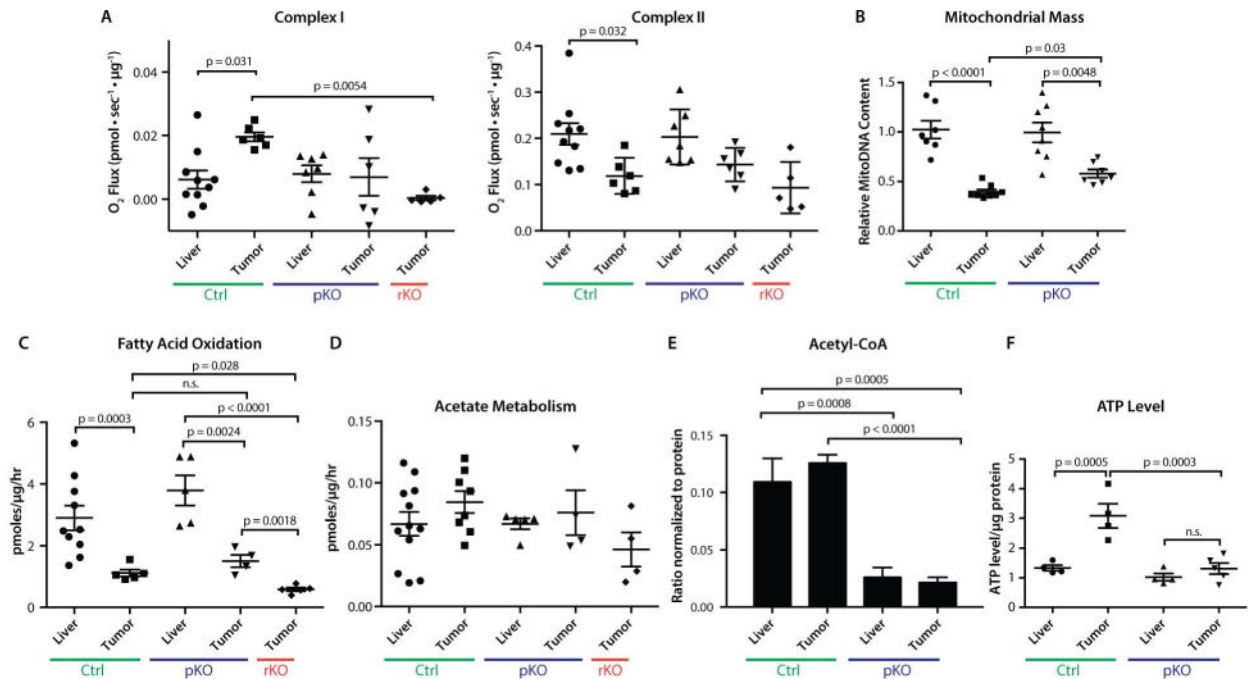 A
Complex I
O2 Flux (pmol • sec⁻¹ • µg⁻¹)
0.04
0.02
0.00
p = 0.031
p = 0.0054
Liver
Tumor
Liver
Tumor
Tumor
Ctrl
pKO
rKO
Complex II
O2 Flux (pmol • sec⁻¹ • µg⁻¹)
0.4
0.3
0.2
0.1
0.0
p = 0.032
Liver
Tumor
Liver
Tumor
Tumor
Ctrl
pKO
rKO
B
Mitochondrial Mass
Relative MitoDNA Content
1.5
1.0
0.5
0.0
p = 0.03
p < 0.0001
p = 0.0048
Liver
Tumor
Liver
Tumor
Ctrl
pKO
C
Fatty Acid Oxidation
pmoles/µg/hr
6
4
2
0
p = 0.028
n.s.
p < 0.0001
p = 0.0003
p = 0.0024
p = 0.0018
Liver
Tumor
Liver
Tumor
Tumor
Ctrl
pKO
rKO
D
Acetate Metabolism
pmoles/µg/hr
0.15
0.10
0.05
0.00
Liver
Tumor
Liver
Tumor
Tumor
Ctrl
pKO
rKO
E
Acetyl-CoA
Ratio normalized to protein
0.15
0.10
0.05
0.00
p = 0.0005
p = 0.0008
p < 0.0001
Liver
Tumor
Liver
Tumor
Ctrl
pKO
F
ATP Level
ATP level/µg protein
5
4
3
2
1
0
p = 0.0005
p = 0.0003
n.s.
Liver
Tumor
Liver
Tumor
Ctrl
pKO